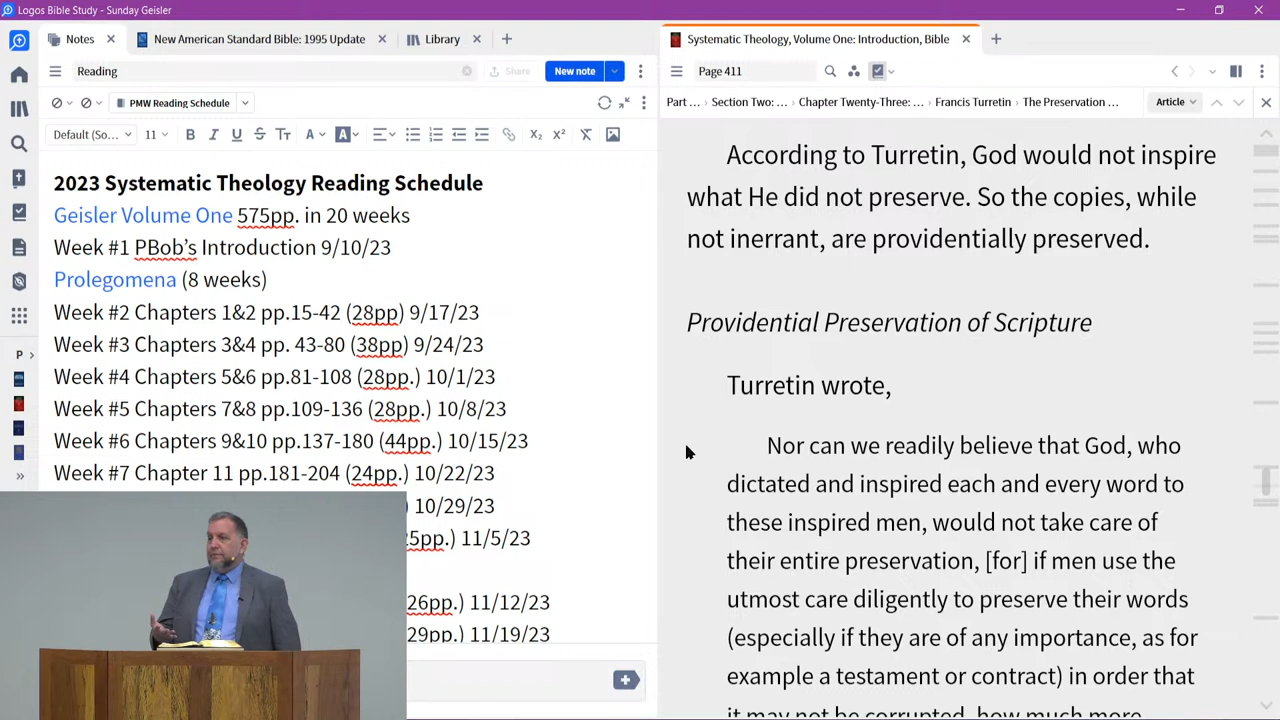 Logos Bible Study - Sunday Geisler
Notes
New American Standard Bible: 1995 Update
Library
Systematic Theology, Volume One: Introduction, Bible
Reading
Share
New note
Page 411
PMW Reading Schedule
Part ... › Section Two: ... › Chapter Twenty-Three: ... › Francis Turretin › The Preservation ...
Article
Default (So...
11
2023 Systematic Theology Reading Schedule
Geisler Volume One 575pp. in 20 weeks
Week #1 PBob’s Introduction 9/10/23
Prolegomena (8 weeks)
Week #2 Chapters 1&2 pp.15-42 (28pp) 9/17/23
Week #3 Chapters 3&4 pp. 43-80 (38pp) 9/24/23
Week #4 Chapters 5&6 pp.81-108 (28pp.) 10/1/23
Week #5 Chapters 7&8 pp.109-136 (28pp.) 10/8/23
Week #6 Chapters 9&10 pp.137-180 (44pp.) 10/15/23
Week #7 Chapter 11 pp.181-204 (24pp.) 10/22/23
10/29/23
5pp.) 11/5/23
26pp.) 11/12/23
29pp.) 11/19/23
P
According to Turretin, God would not inspire
what He did not preserve. So the copies, while
not inerrant, are providentially preserved.
Providential Preservation of Scripture
Turretin wrote,
Nor can we readily believe that God, who
dictated and inspired each and every word to
these inspired men, would not take care of
their entire preservation, [for] if men use the
utmost care diligently to preserve their words
(especially if they are of any importance, as for
example a testament or contract) in order that
it may not be corrupted, how much more